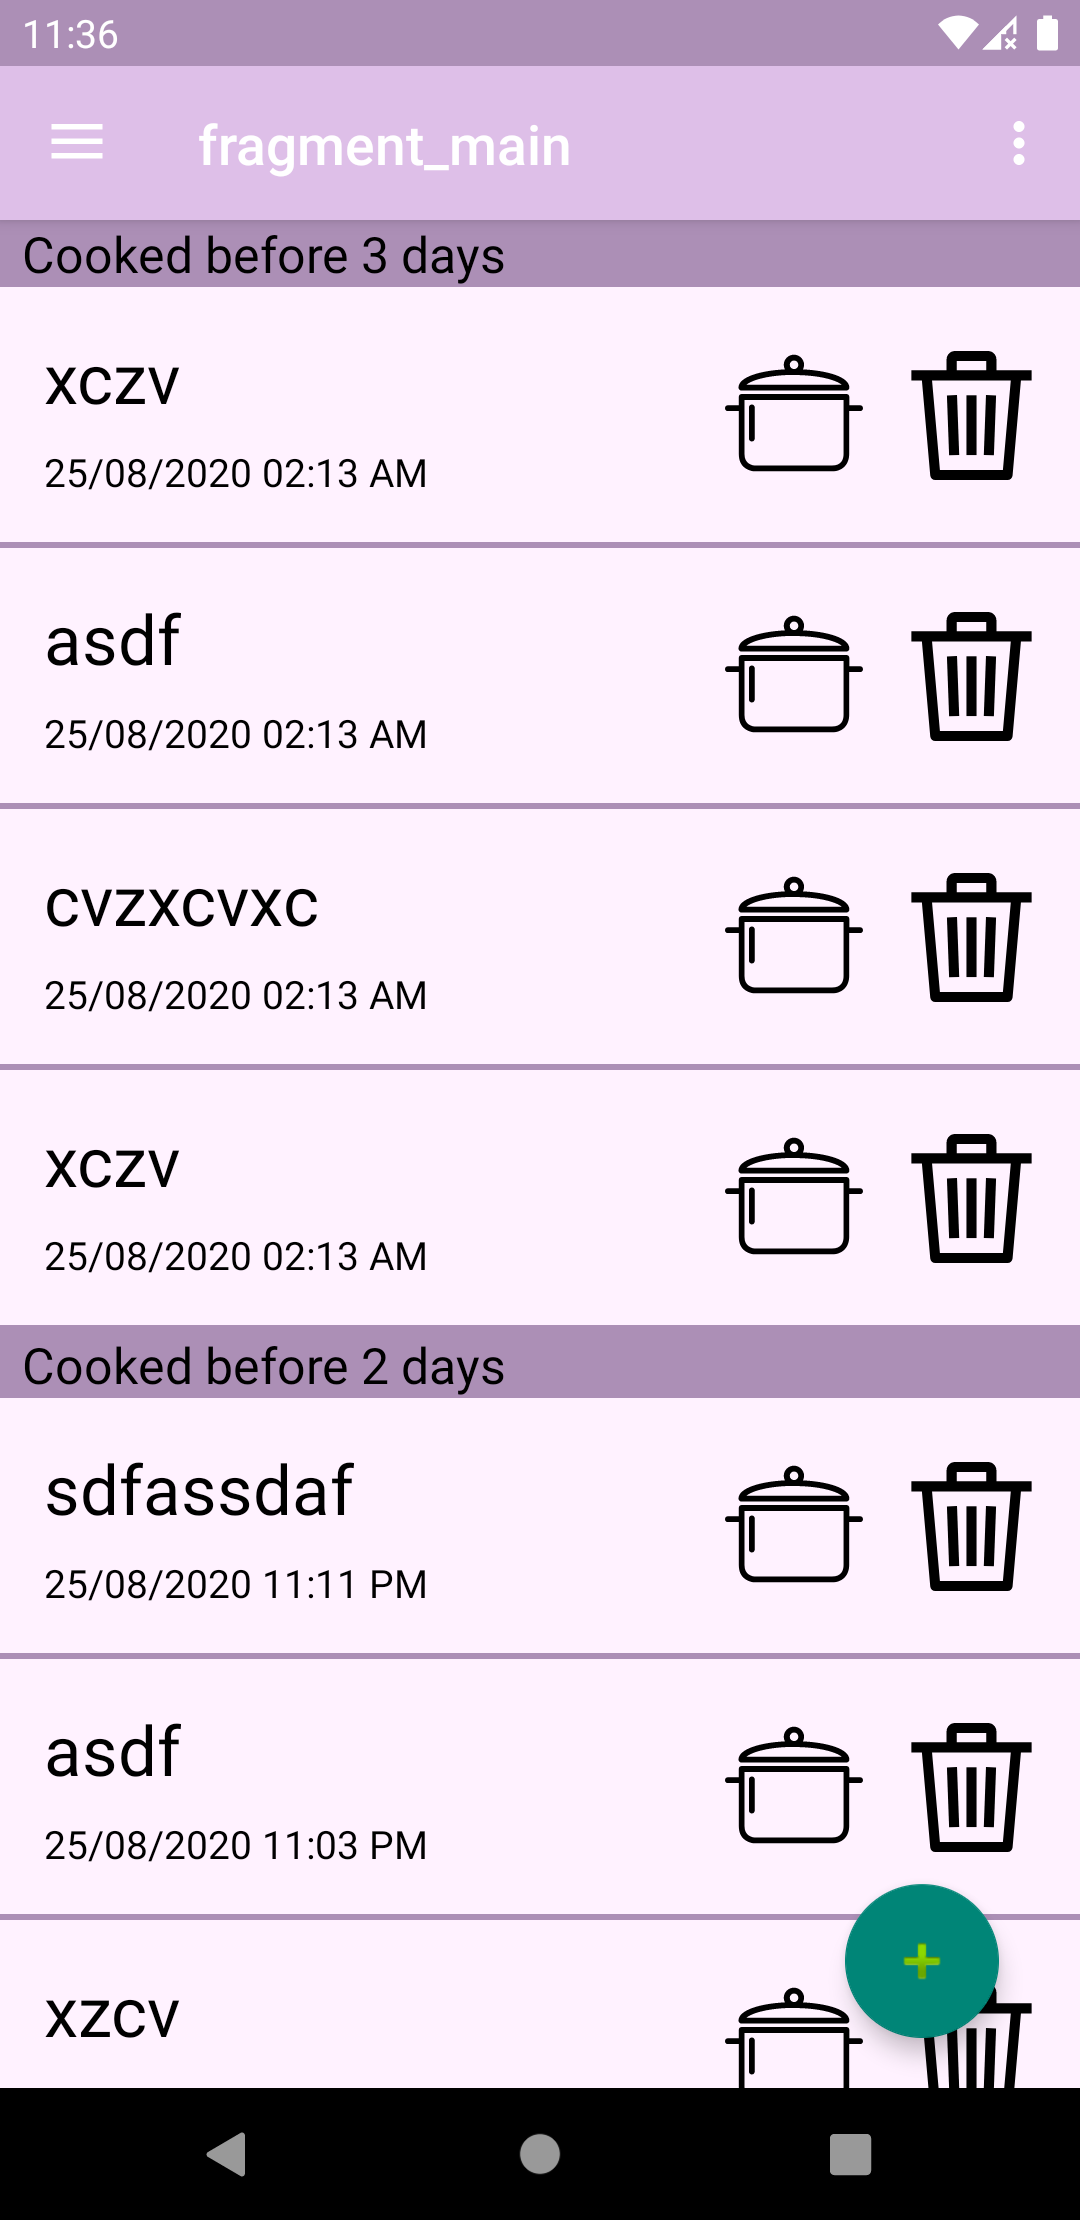 11:36
fragment_main
Cooked before 3 days
xczv
25/08/2020 02:13 AM
asdf
25/08/2020 02:13 AM
cvzxcvxc
25/08/2020 02:13 AM
xczv
25/08/2020 02:13 AM
Cooked before 2 days
sdfassdaf
25/08/2020 11:11 PM
asdf
25/08/2020 11:03 PM
xzcv